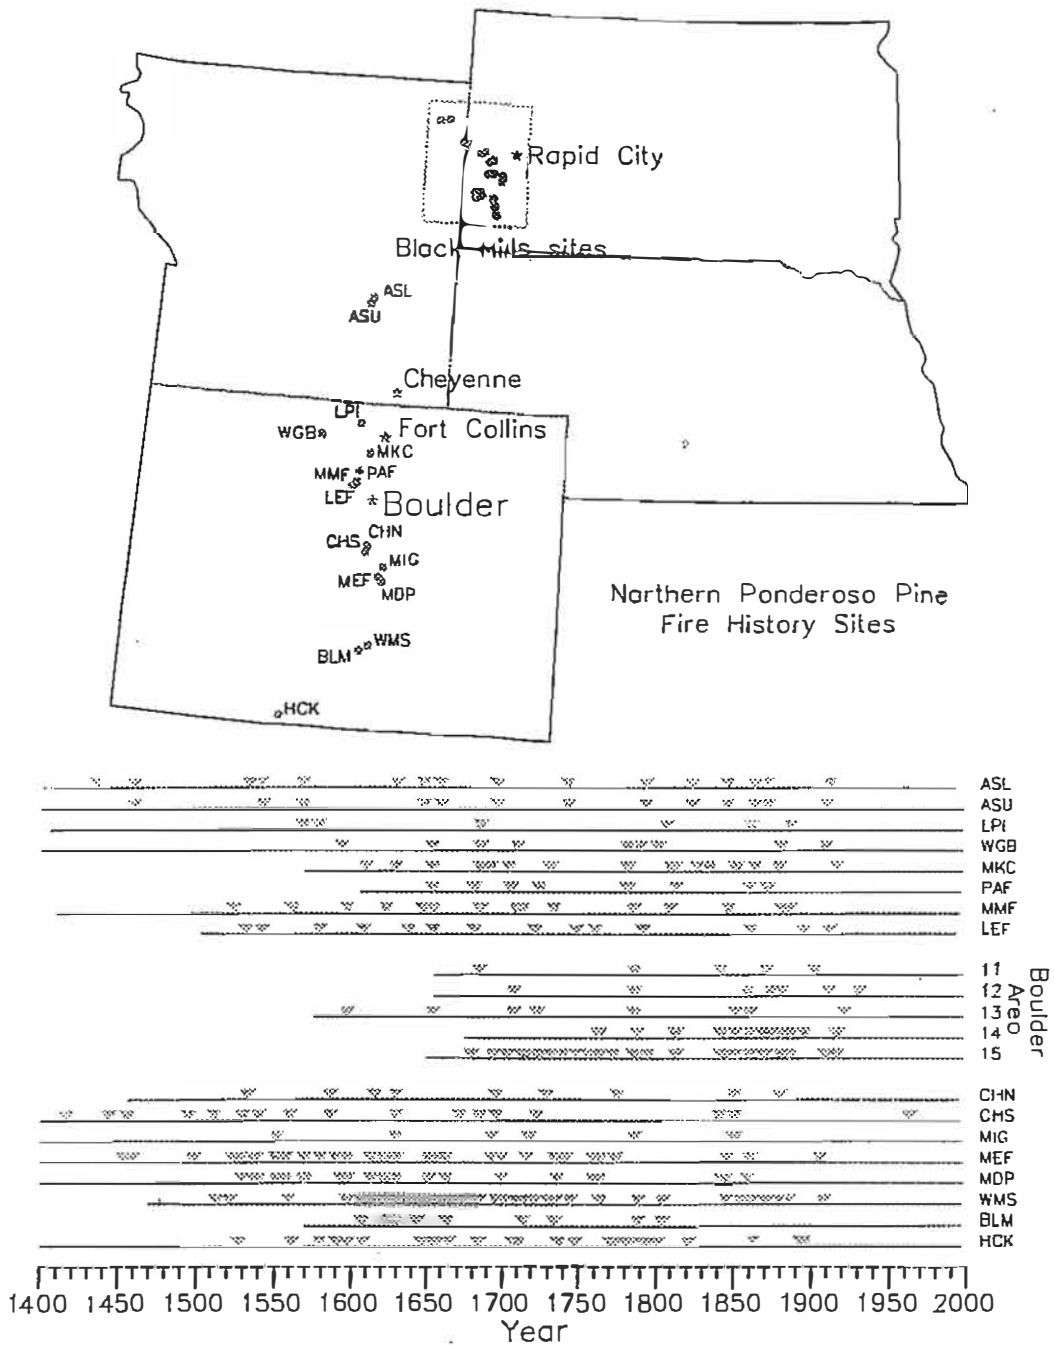 Rapid City
Black Hills sites
ASL
ASU
Cheyenne
LPI
WGB
Fort Collins
MKC
MMF
PAF
LEF
Boulder
CHN
CHS
MIG
MEF
MDP
WMS
BLM
HCK
Northern Ponderosa Pine
Fire History Sites
ASL
ASU
LPI
WGB
MKC
PAF
MMF
LEF
11
12
13
14
15
Boulder
Area
CHN
CHS
MIG
MEF
MDP
WMS
BLM
HCK
1400 1450 1500 1550 1600 1650 1700 1750 1800 1850 1900 1950 2000
Year